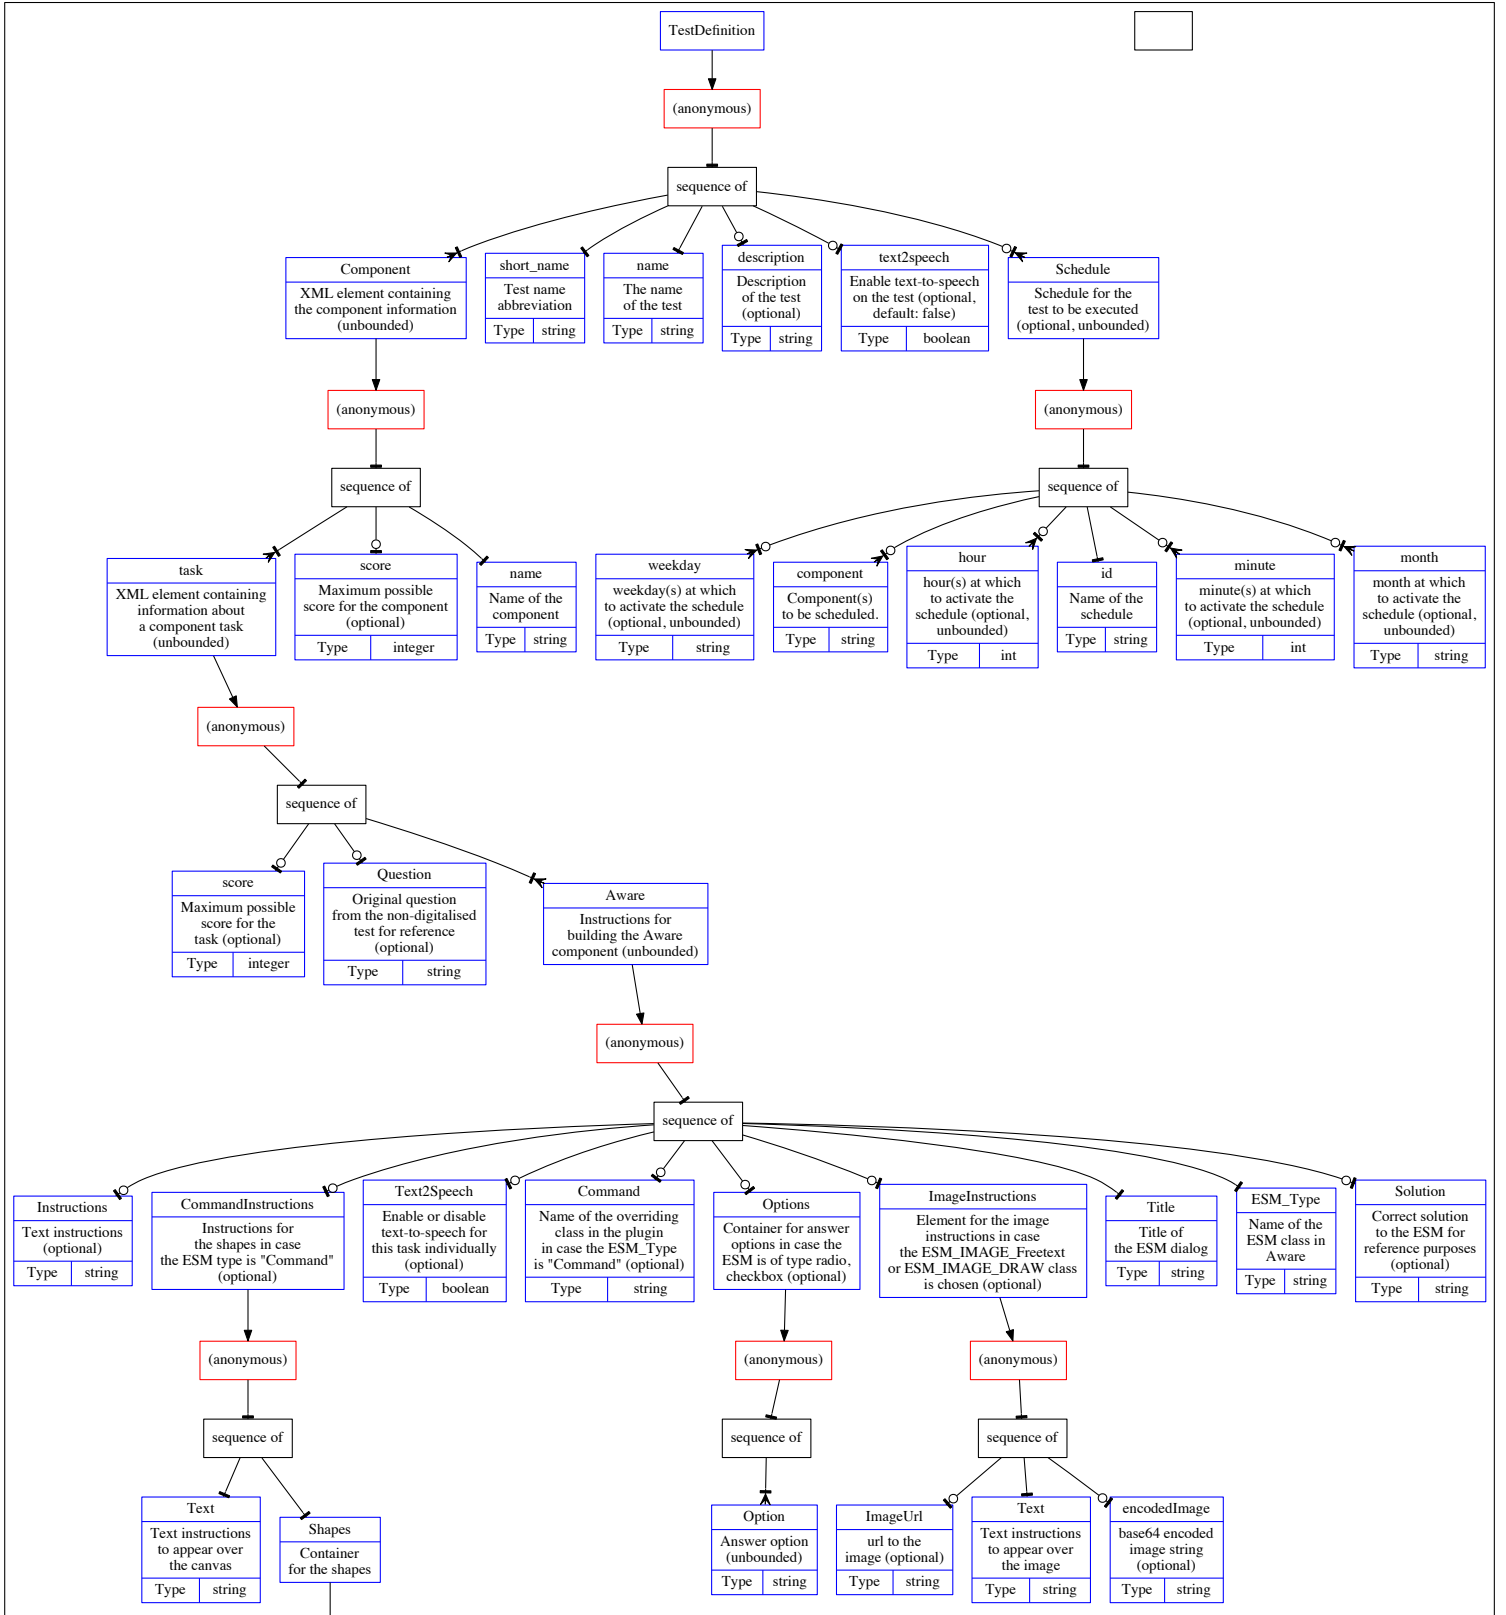 TestDefinition
(anonymous)
sequence of
Component
XML element containing
the component information
(unbounded)
short_name
Test name
abbreviation
Type string
name
The name
of the test
Type string
description
Description
of the test
(optional)
Type string
text2speech
Enable text-to-speech
on the test (optional,
default: false)
Type boolean
Schedule
Schedule for the
test to be executed
(optional, unbounded)
(anonymous)
(anonymous)
sequence of
sequence of
task
XML element containing
information about
a component task
(unbounded)
score
Maximum possible
score for the component
(optional)
Type integer
name
Name of the
component
Type string
weekday
weekday(s) at which
to activate the schedule
(optional, unbounded)
Type string
component
Component(s)
to be scheduled.
Type string
hour
hour(s) at which
to activate the
schedule (optional,
unbounded)
Type int
id
Name of the
schedule
Type string
minute
minute(s) at which
to activate the schedule
(optional, unbounded)
Type int
month
month at which
to activate the
schedule (optional,
unbounded)
Type string
(anonymous)
sequence of
score
Maximum possible
score for the
task (optional)
Type integer
Question
Original question
from the non-digitalised
test for reference
(optional)
Type string
Aware
Instructions for
building the Aware
component (unbounded)
(anonymous)
sequence of
Instructions
Text instructions
(optional)
Type string
CommandInstructions
Instructions for
the shapes in case
the ESM type is "Command"
(optional)
Text2Speech
Enable or disable
text-to-speech for
this task individually
(optional)
Type boolean
Command
Name of the overriding
class in the plugin
in case the ESM_Type
is "Command" (optional)
Type string
Options
Container for answer
options in case the
ESM is of type radio,
checkbox (optional)
ImageInstructions
Element for the image
instructions in case
the ESM_IMAGE_Freetext
or ESM_IMAGE_DRAW class
is chosen (optional)
Title
Title of
the ESM dialog
Type string
ESM_Type
Name of the
ESM class in
Aware
Type string
Solution
Correct solution
to the ESM for
reference purposes
(optional)
Type string
(anonymous)
(anonymous)
(anonymous)
sequence of
sequence of
sequence of
Text
Text instructions
to appear over
the canvas
Type string
Shapes
Container
for the shapes
Option
Answer option
(unbounded)
Type string
ImageUrl
url to the
image (optional)
Type string
Text
Text instructions
to appear over
the image
Type string
encodedImage
base64 encoded
image string
(optional)
Type string